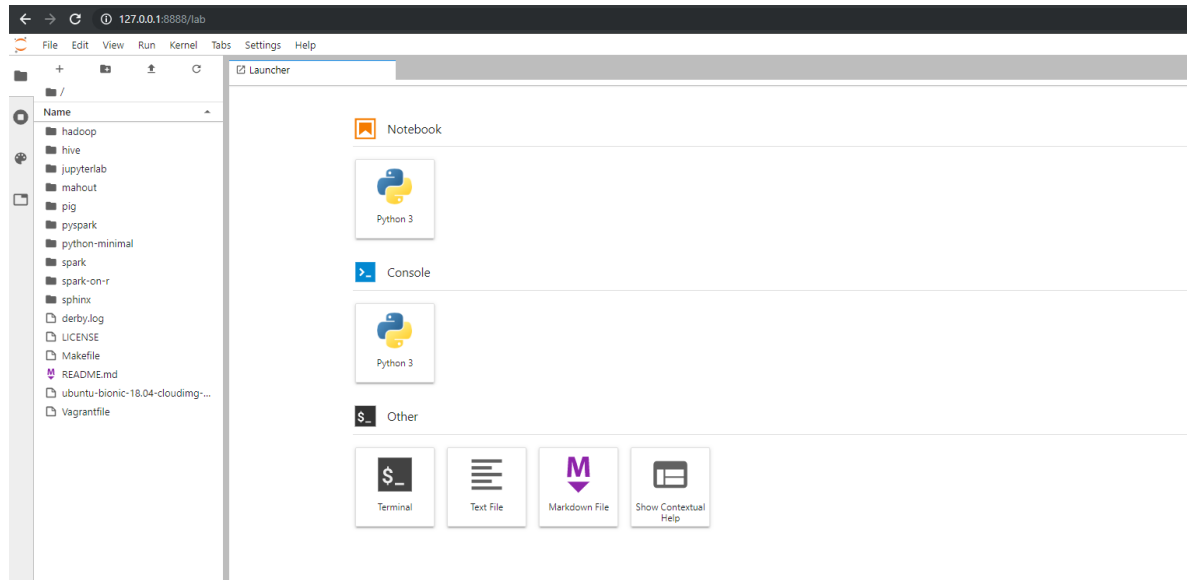 127.0.0.1:8888/lab
File Edit View Run Kernel Tabs Settings Help
Launcher
/
Name
hadoop
hive
jupyterlab
mahout
pig
pyspark
python-minimal
spark
spark-on-r
sphinx
derby.log
LICENSE
Makefile
README.md
ubuntu-bionic-18.04-cloudimg-...
Vagrantfile
Notebook
Python 3
Console
Python 3
$_ Other
$_
Terminal
Text File
M
Markdown File
Show Contextual
Help